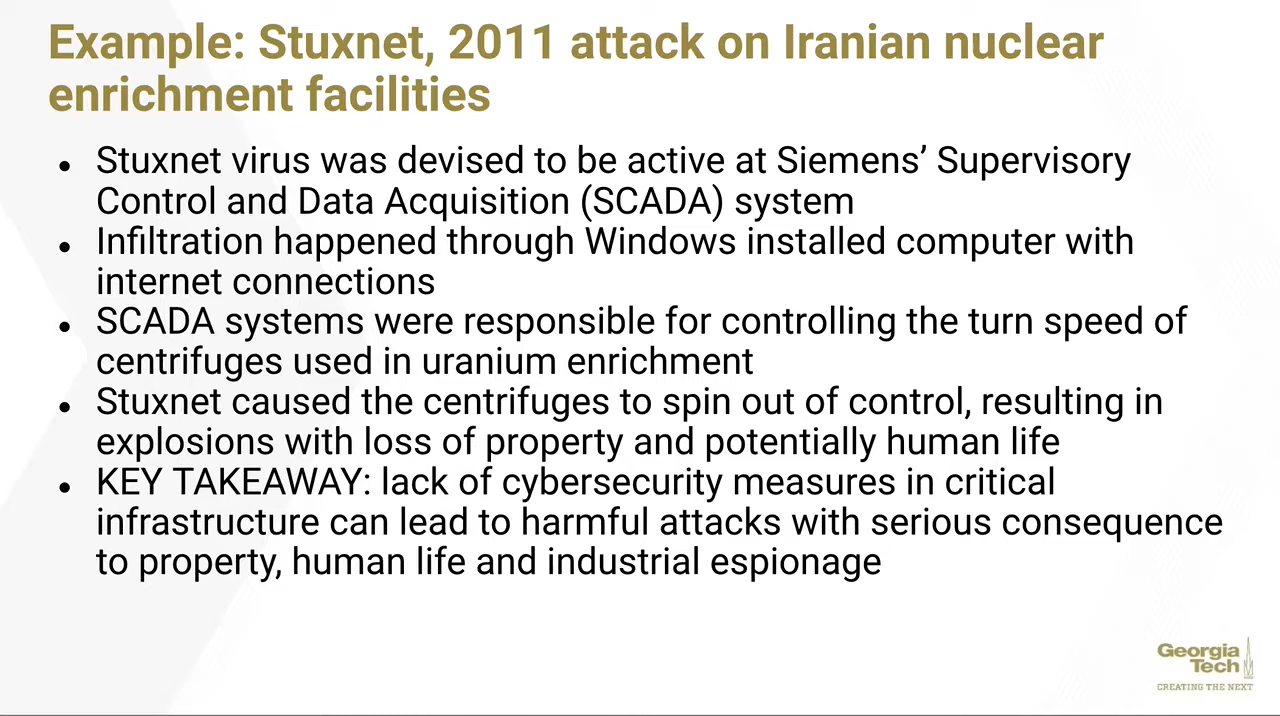 Example: Stuxnet, 2011 attack on Iranian nuclear
enrichment facilities
• Stuxnet virus was devised to be active at Siemens’ Supervisory
Control and Data Acquisition (SCADA) system
• Infiltration happened through Windows installed computer with
internet connections
• SCADA systems were responsible for controlling the turn speed of
centrifuges used in uranium enrichment
• Stuxnet caused the centrifuges to spin out of control, resulting in
explosions with loss of property and potentially human life
• KEY TAKEAWAY: lack of cybersecurity measures in critical
infrastructure can lead to harmful attacks with serious consequence
to property, human life and industrial espionage
Georgia
Tech
CREATING THE NEXT